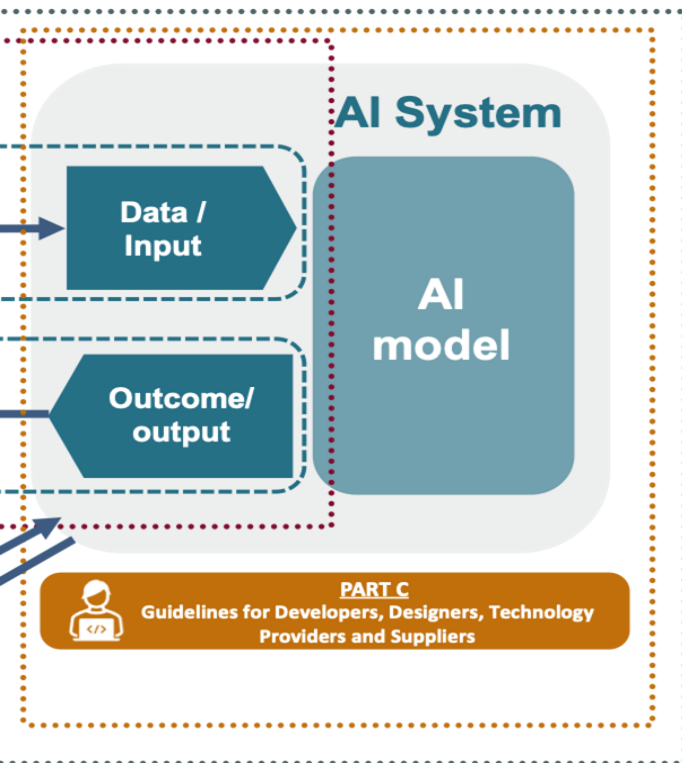 AI System
Data /
Input
AI
model
Outcome/
output
</>
PART C
Guidelines for Developers, Designers, Technology
Providers and Suppliers